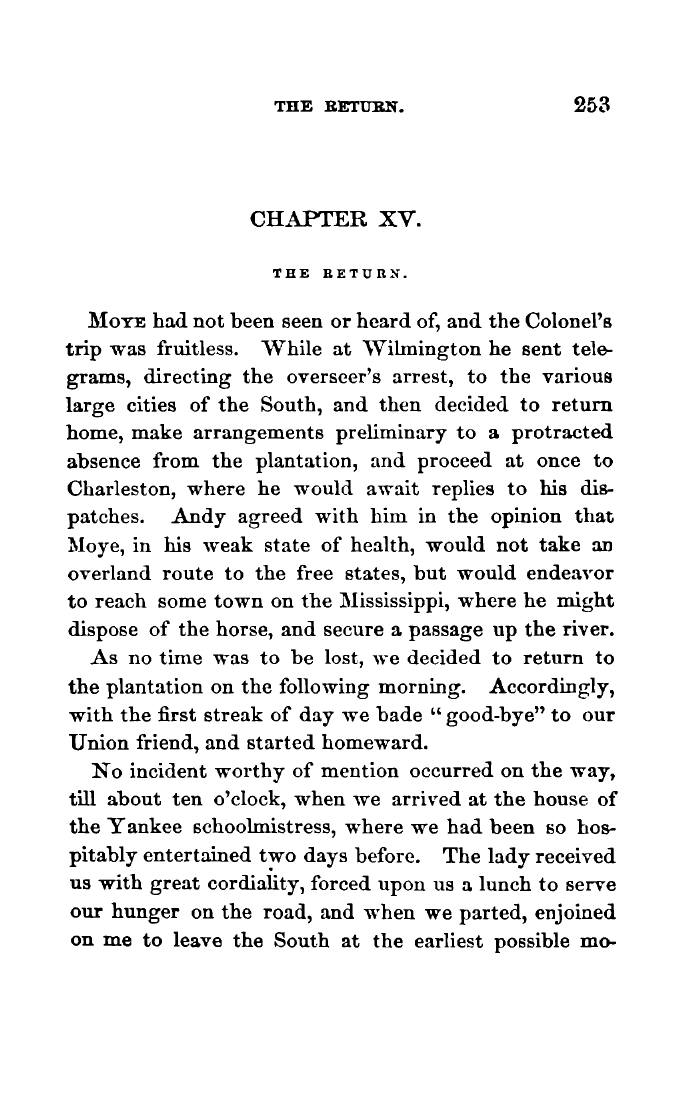 THE RETURN. 253
CHAPTER XV.
THE RETURN.
MOYE had not been seen or heard of, and the Colonel's
trip was fruitless. While at Wilmington he sent tele-
grams, directing the overseer's arrest, to the various
large cities of the South, and then decided to return
home, make arrangements preliminary to a protracted
absence from the plantation, and proceed at once to
Charleston, where he would await replies to his dis-
patches. Andy agreed with him in the opinion that
Moye, in his weak state of health, would not take an
overland route to the free states, but would endeavor
to reach some town on the Mississippi, where he might
dispose of the horse, and secure a passage up the river.
As no time was to be lost, we decided to return to
the plantation on the following morning. Accordingly,
with the first streak of day we bade "good-bye" to our
Union friend, and started homeward.
No incident worthy of mention occurred on the way,
till about ten o'clock, when we arrived at the house of
the Yankee schoolmistress, where we had been so hos-
pitably entertained two days before. The lady received
us with great cordiality, forced upon us a lunch to serve
our hunger on the road, and when we parted, enjoined
on me to leave the South at the earliest possible mo-